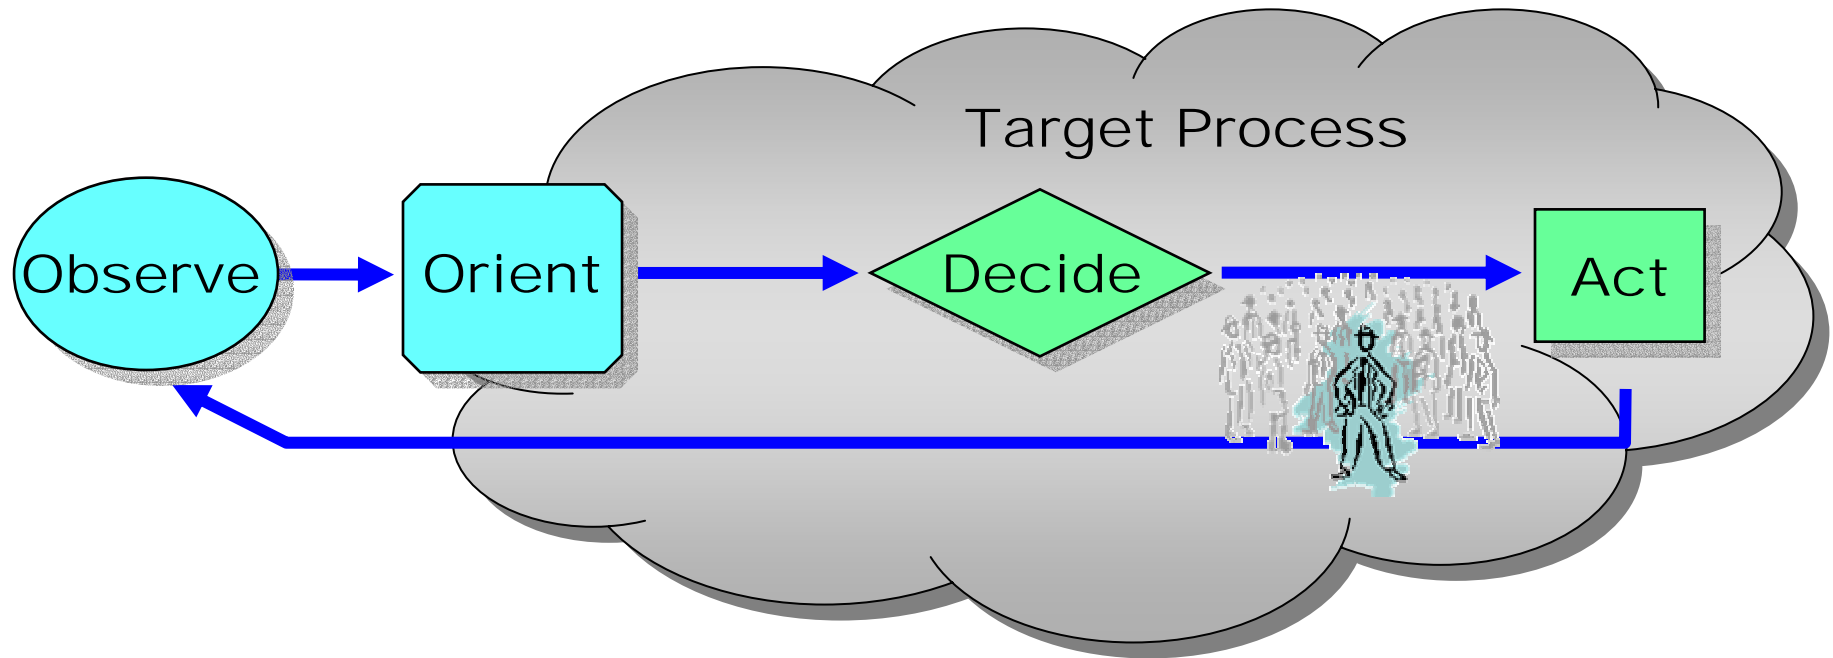 Target Process
Observe
Orient
Decide
Act